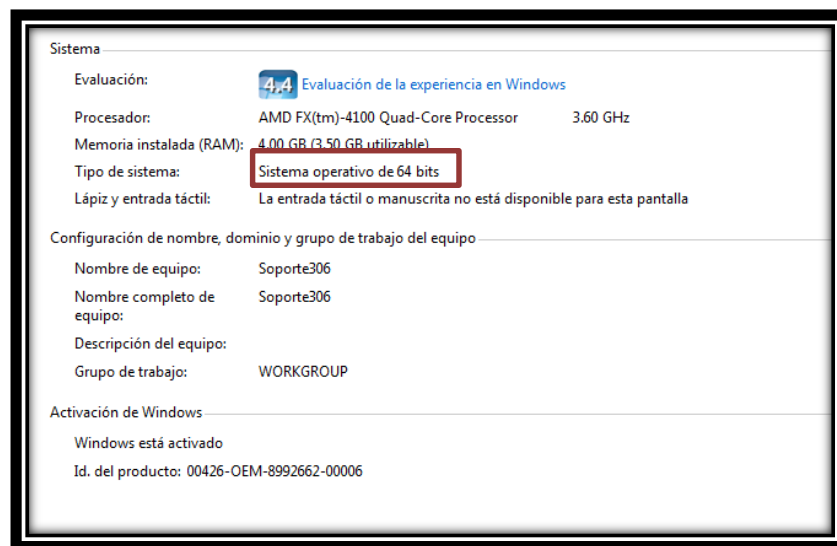 Sistema
Evaluación:
4,4 Evaluación de la experiencia en Windows
Procesador: AMD FX(tm)-4100 Quad-Core Processor 3.60 GHz
Memoria instalada (RAM): 4.00 GB (3.50 GB utilizable)
Tipo de sistema: Sistema operativo de 64 bits
Lápiz y entrada táctil: La entrada táctil o manuscrita no está disponible para esta pantalla
Configuración de nombre, dominio y grupo de trabajo del equipo
Nombre de equipo: Soporte306
Nombre completo de Soporte306
equipo:
Descripción del equipo:
Grupo de trabajo: WORKGROUP
Activación de Windows
Windows está activado
Id. del producto: 00426-OEM-8992662-00006